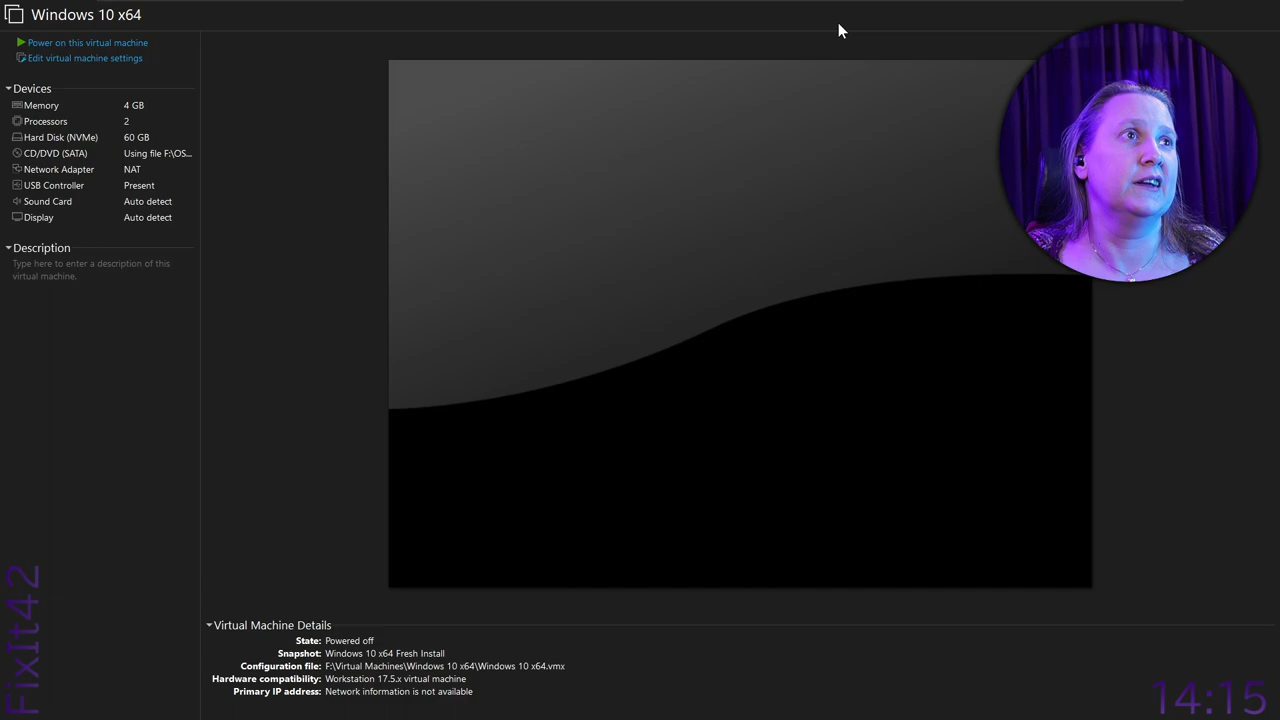 Windows 10 x64
Power on this virtual machine
Edit virtual machine settings
Devices
Memory 4 GB
Processors 2
Hard Disk (NVMe) 60 GB
CD/DVD (SATA) Using file F:\OS...
Network Adapter NAT
USB Controller Present
Sound Card Auto detect
Display Auto detect
Description
Type here to enter a description of this
virtual machine.
Virtual Machine Details
State: Powered off
Snapshot: Windows 10 x64 Fresh Install
Configuration file: F:\Virtual Machines\Windows 10 x64\Windows 10 x64.vmx
Hardware compatibility: Workstation 17.5.x virtual machine
Primary IP address: Network information is not available
FixIt42
14:15